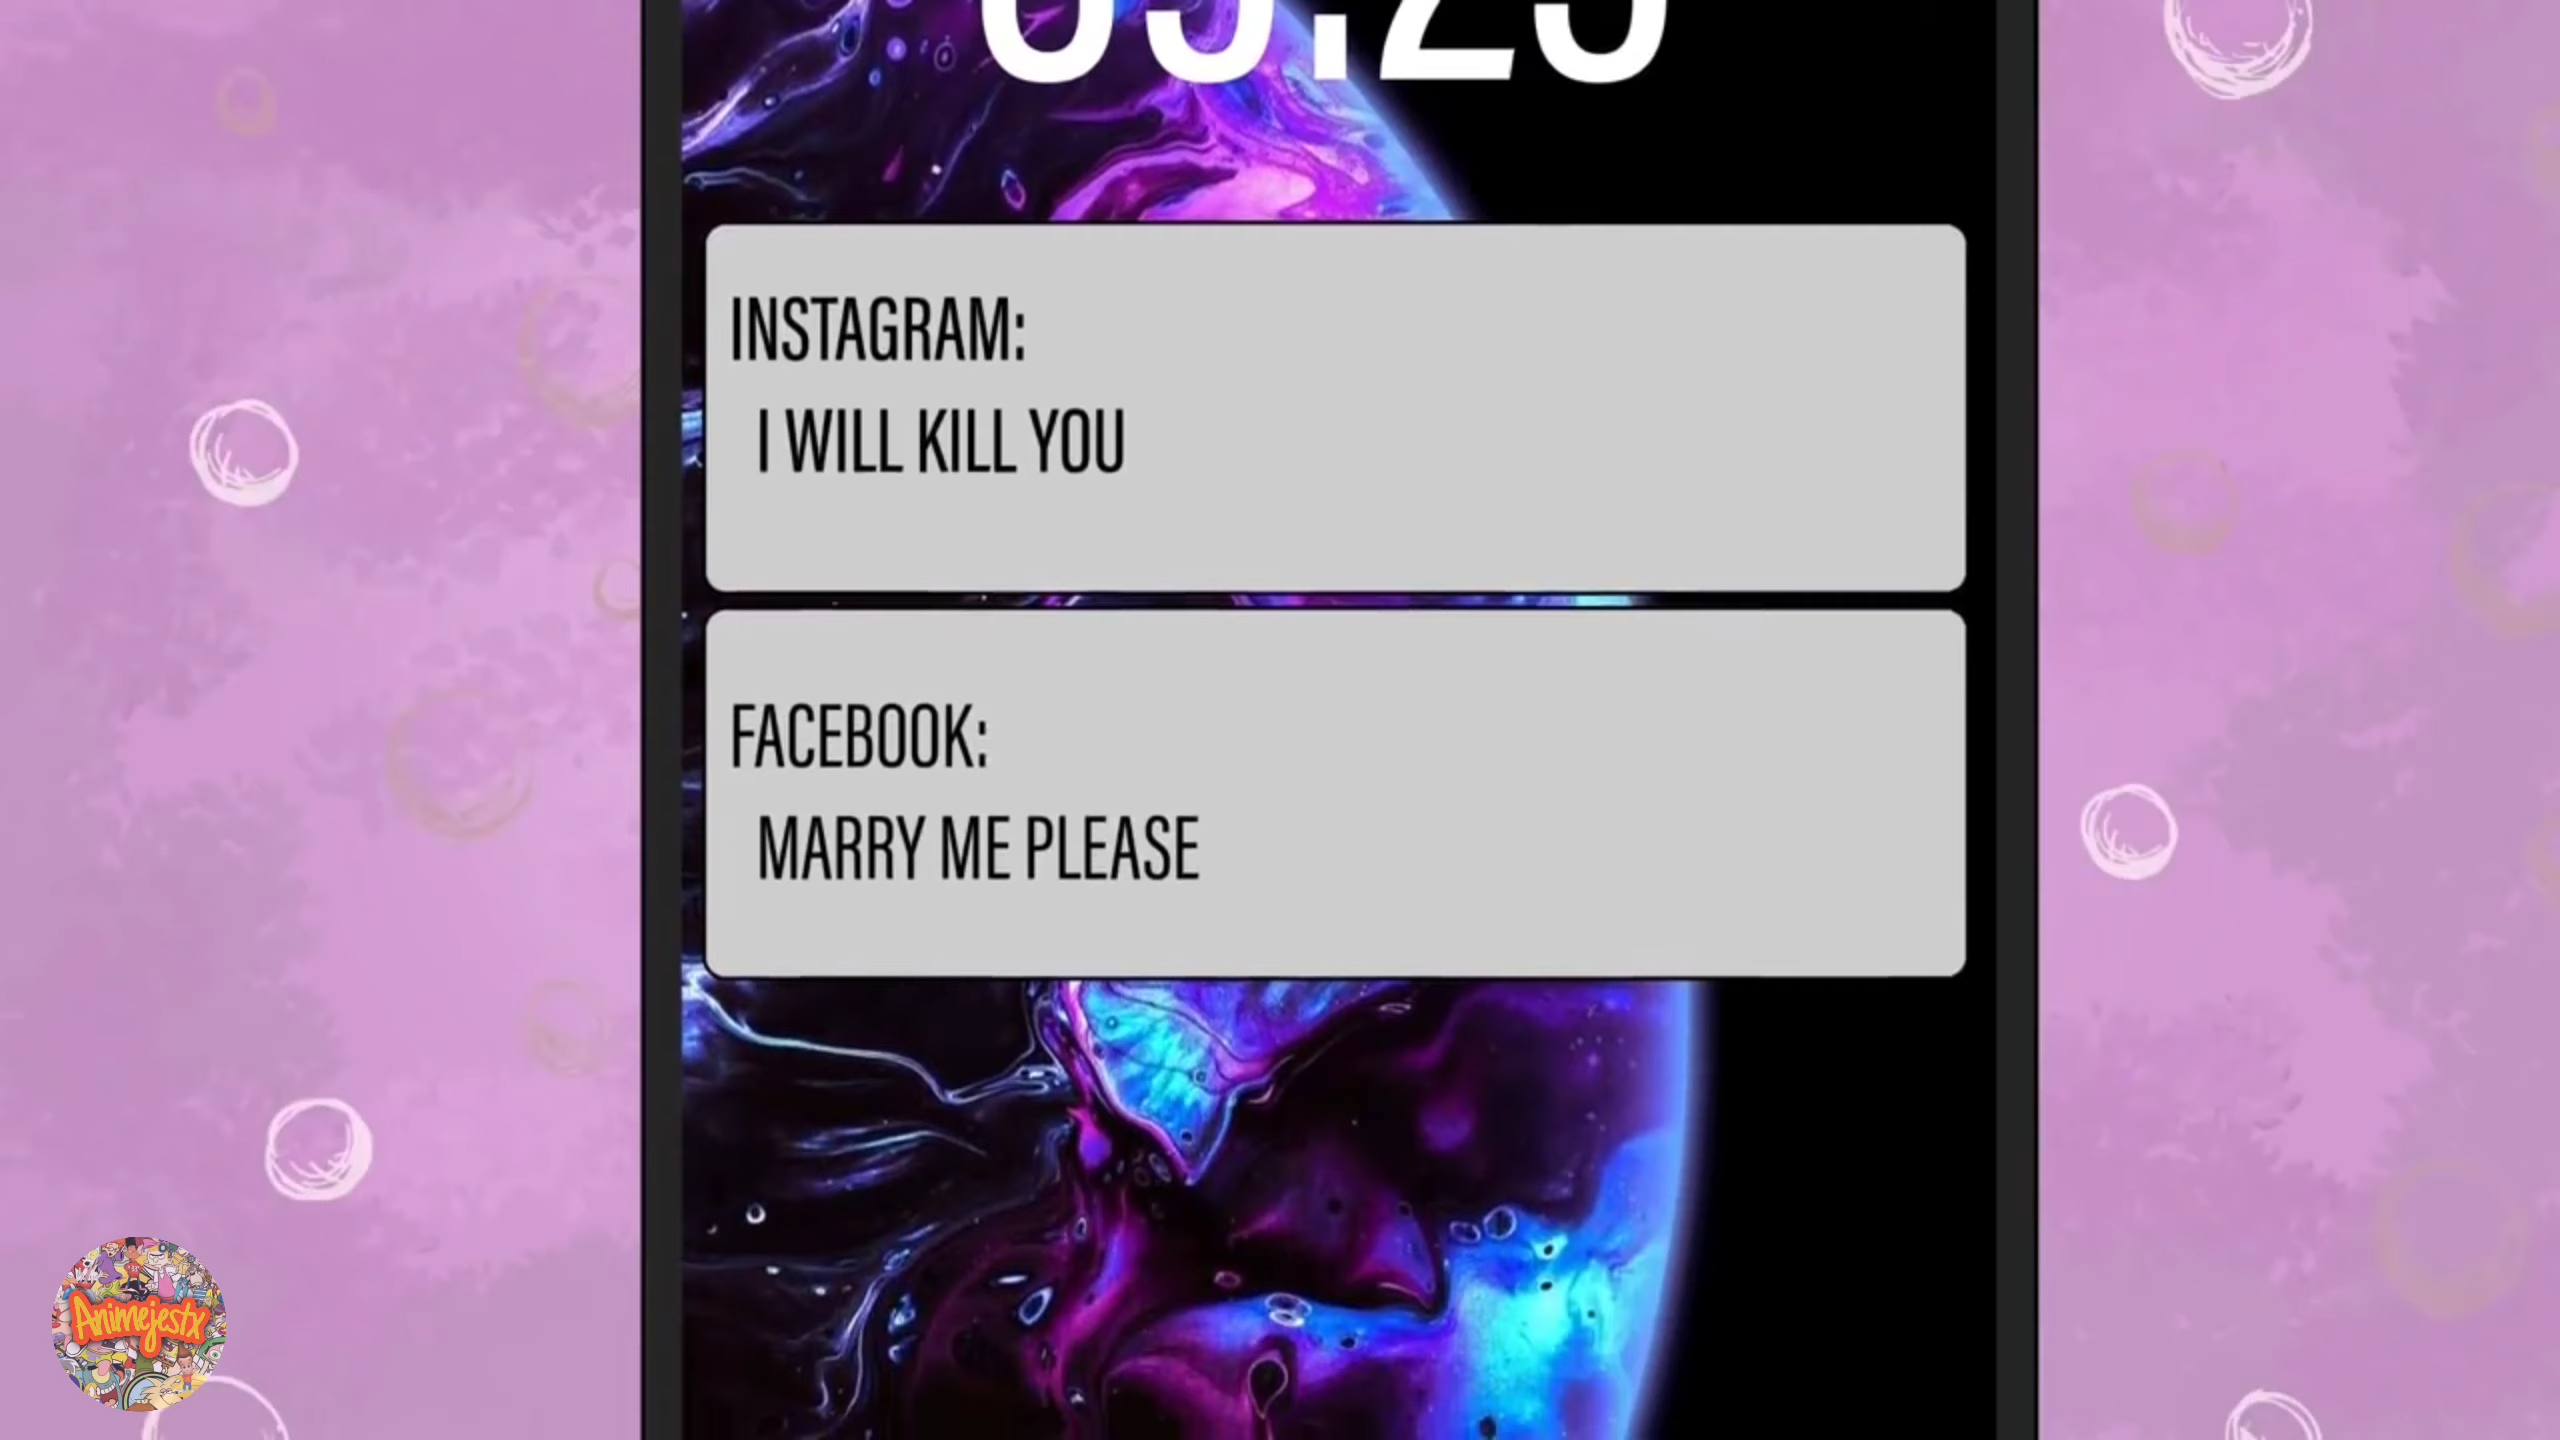 INSTAGRAM:
I WILL KILL YOU
FACEBOOK:
MARRY ME PLEASE
Animejestx